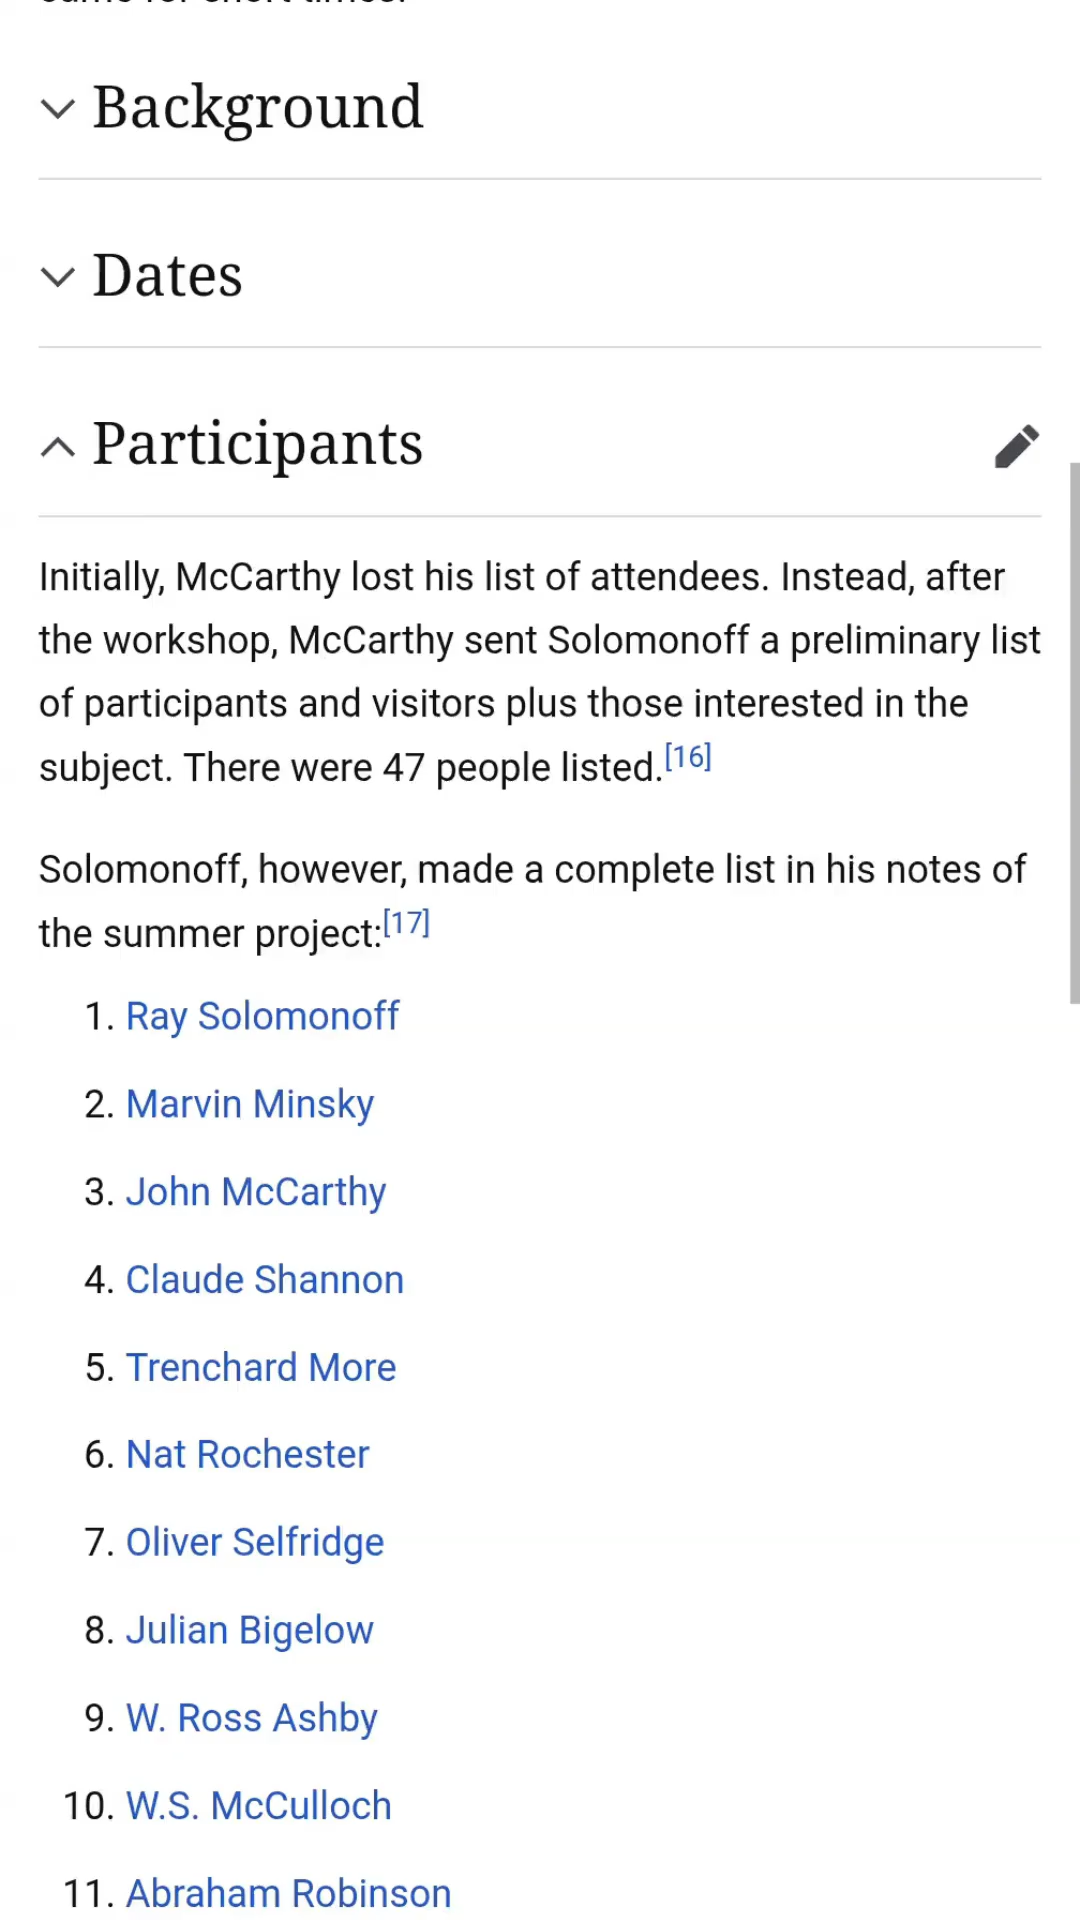 Background
Dates
Participants
Initially, McCarthy lost his list of attendees. Instead, after
the workshop, McCarthy sent Solomonoff a preliminary list
of participants and visitors plus those interested in the
subject. There were 47 people listed.[16]
Solomonoff, however, made a complete list in his notes of
the summer project:[17]
1. Ray Solomonoff
2. Marvin Minsky
3. John McCarthy
4. Claude Shannon
5. Trenchard More
6. Nat Rochester
7. Oliver Selfridge
8. Julian Bigelow
9. W. Ross Ashby
10. W.S. McCulloch
11. Abraham Robinson